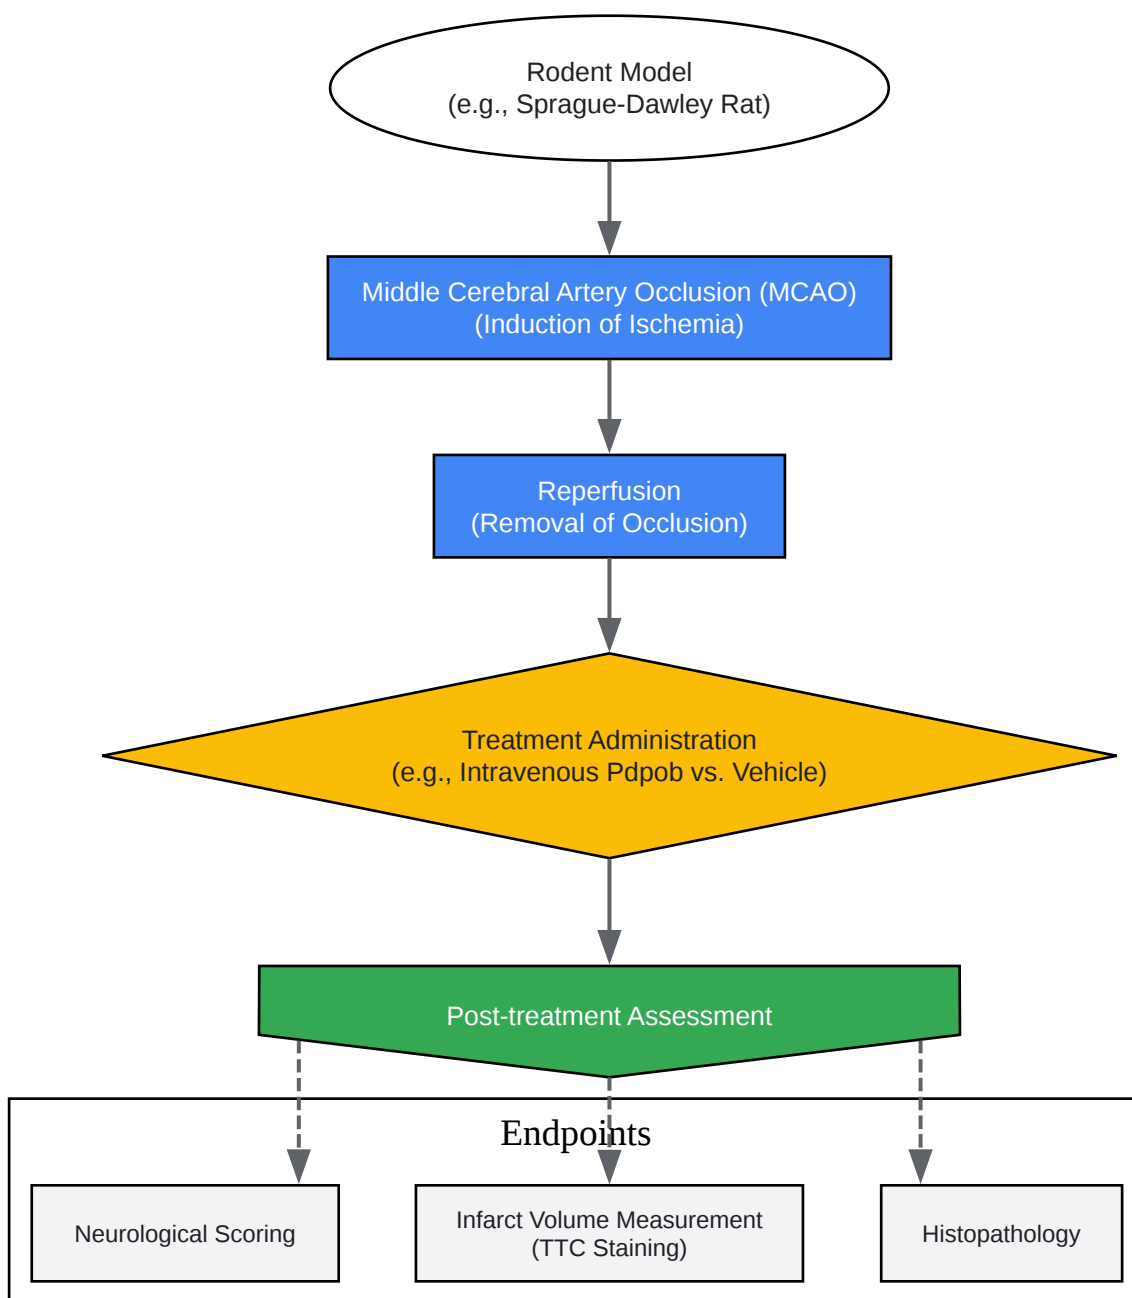 Rodent Model
(e.g., Sprague-Dawley Rat)
Middle Cerebral Artery Occlusion (MCAO)
(Induction of Ischemia)
Reperfusion
(Removal of Occlusion)
Treatment Administration
(e.g., Intravenous Pdpob vs. Vehicle)
Post-treatment Assessment
Endpoints
Neurological Scoring
Infarct Volume Measurement
(TTC Staining)
Histopathology